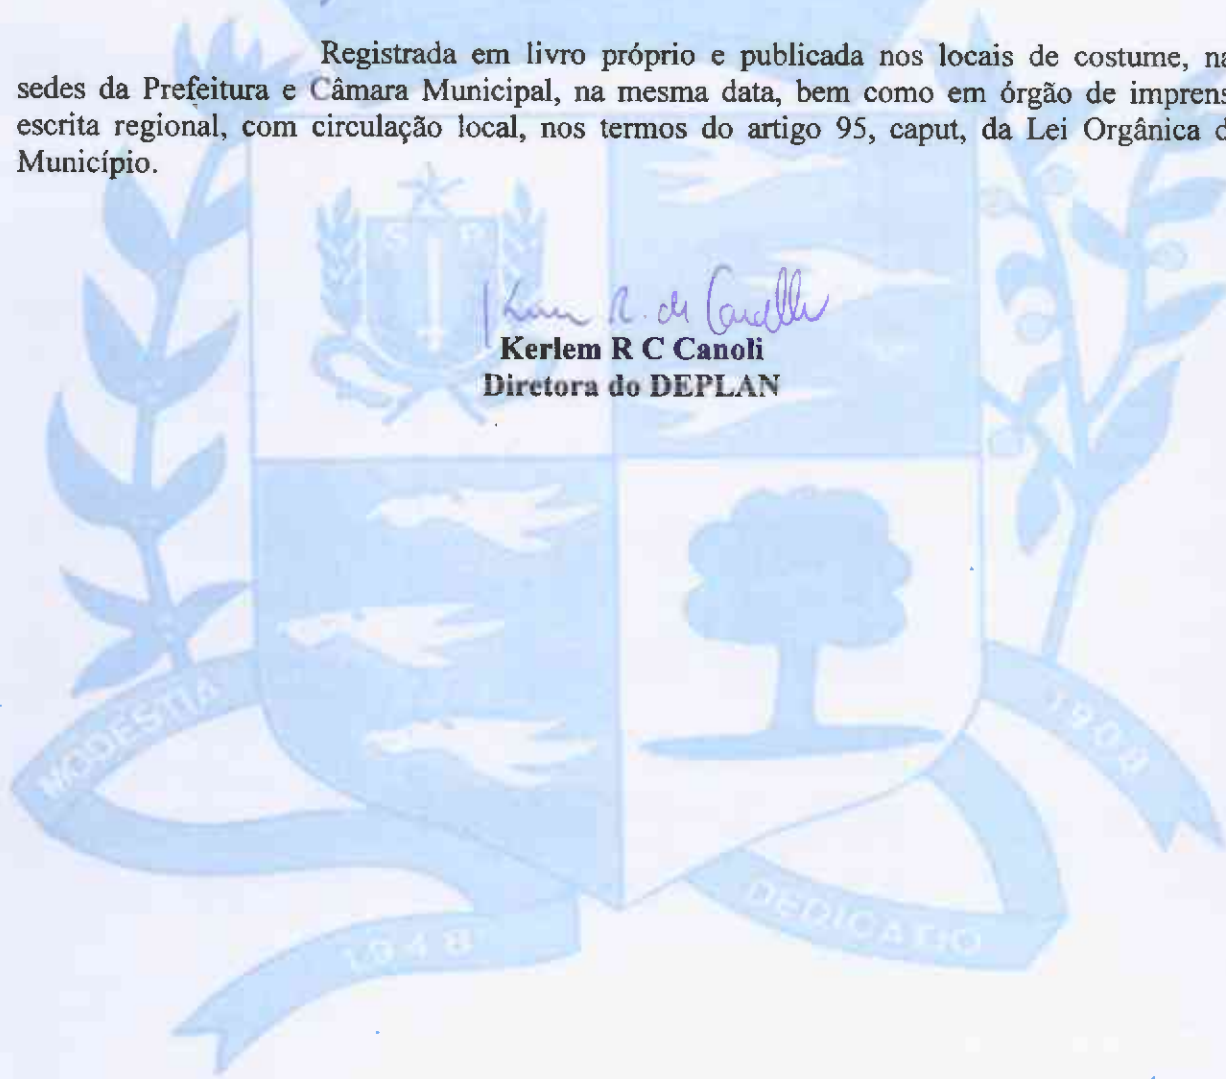 Registrada em livro próprio e publicada nos locais de costume, na
sedes da Prefeitura e Câmara Municipal, na mesma data, bem como em órgão de imprens
escrita regional, com circulação local, nos termos do artigo 95, caput, da Lei Orgânica d
Município.
S P
Kerlem R C Canoli
Diretora do DEPLAN
MODESTIA
1908
DEDICATIO
1948